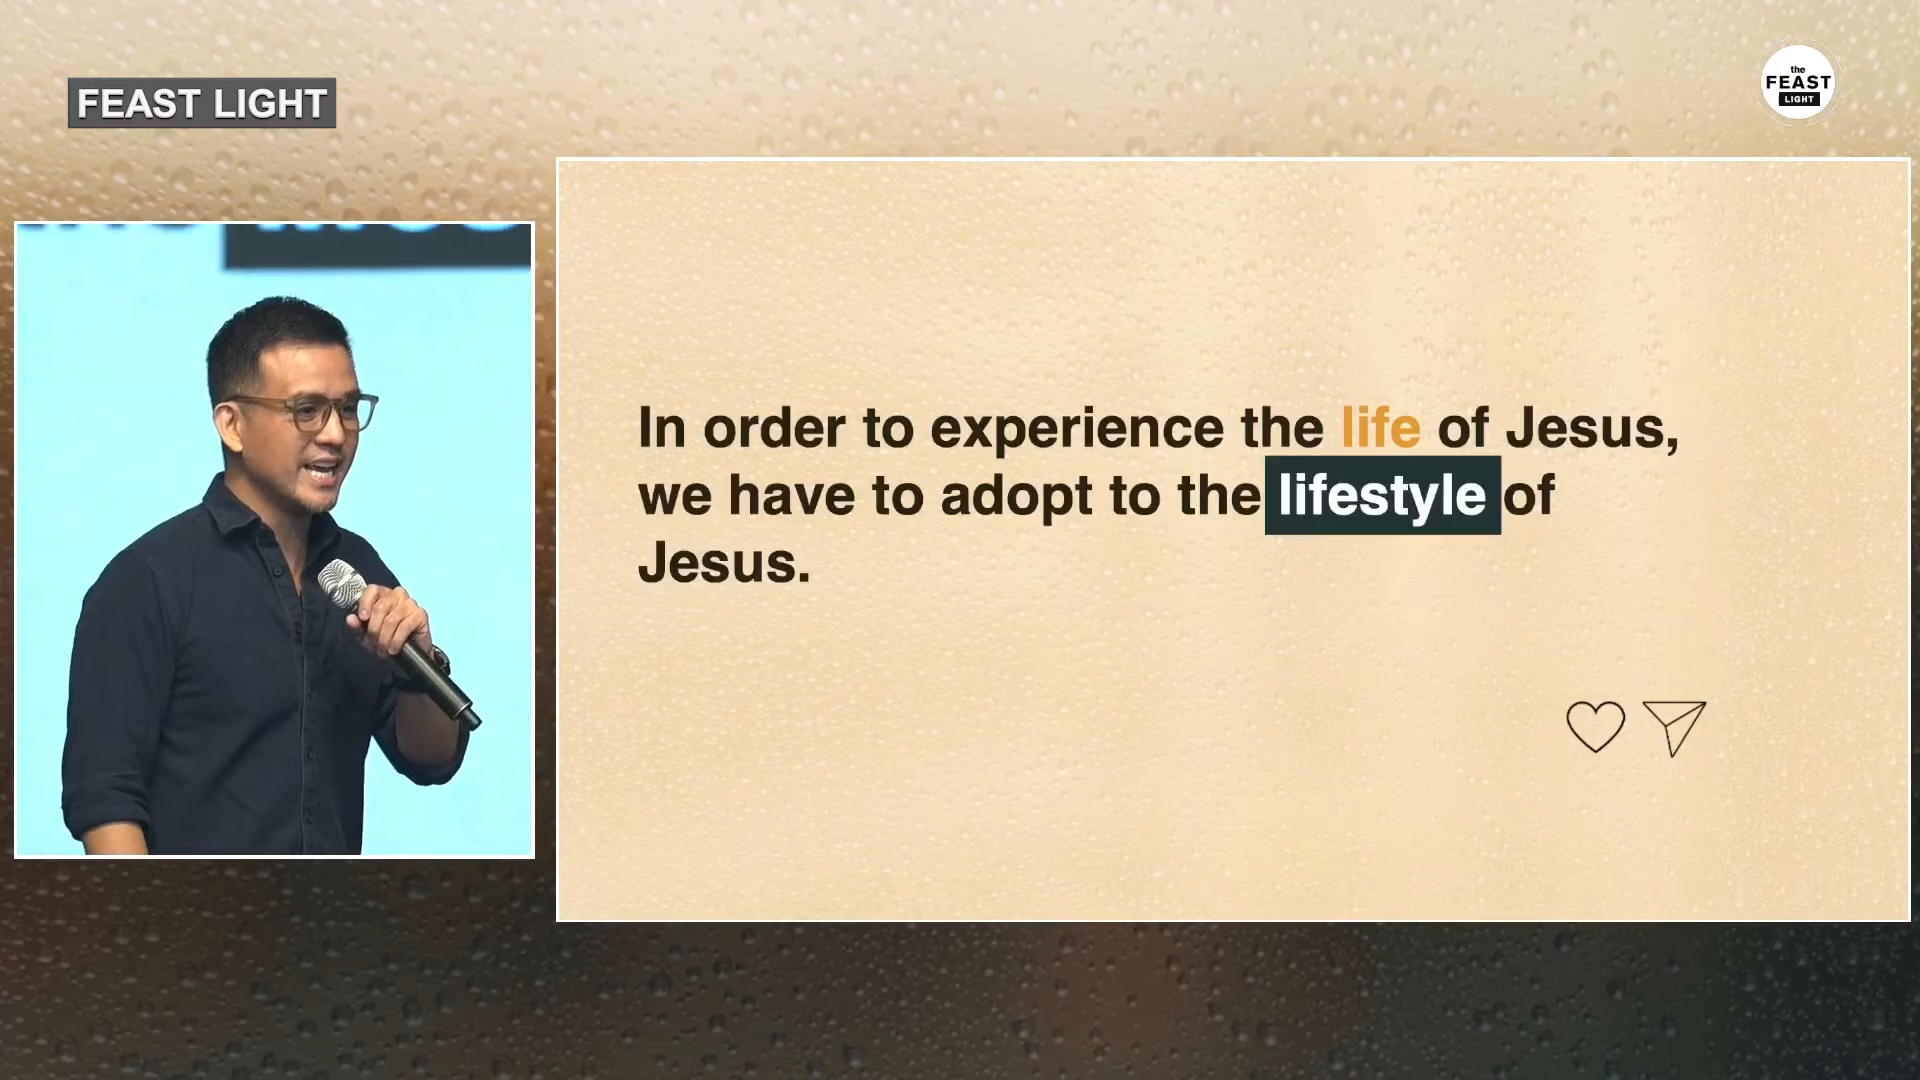 FEAST LIGHT
the
FEAST
LIGHT
In order to experience the life of Jesus,
we have to adopt to the lifestyle of
Jesus.